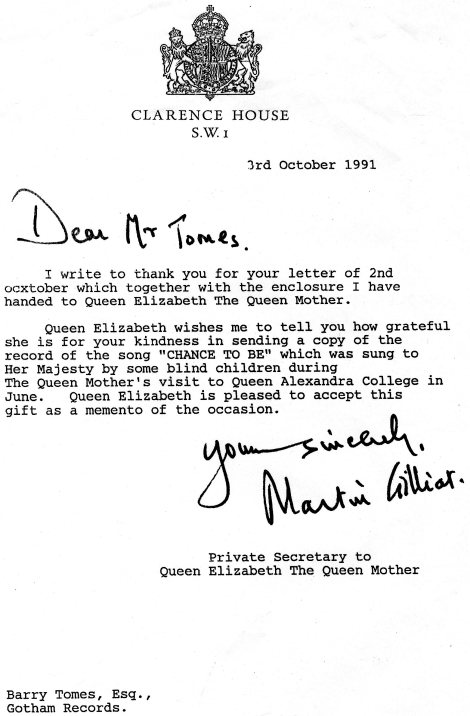 CLARENCE HOUSE
S.W. 1
3rd October 1991
Dear Mr Tomes.
I write to thank you for your letter of 2nd
ocxtober which together with the enclosure I have
handed to Queen Elizabeth The Queen Mother.
Queen Elizabeth wishes me to tell you how grateful
she is for your kindness in sending a copy of the
record of the song "CHANCE TO BE" which was sung to
Her Majesty by some blind children during
The Queen Mother's visit to Queen Alexandra College in
June. Queen Elizabeth is pleased to accept this
gift as a memento of the occasion.
Yours sincerely,
Martin Gilliat.
Private Secretary to
Queen Elizabeth The Queen Mother
Barry Tomes, Esq.,
Gotham Records.